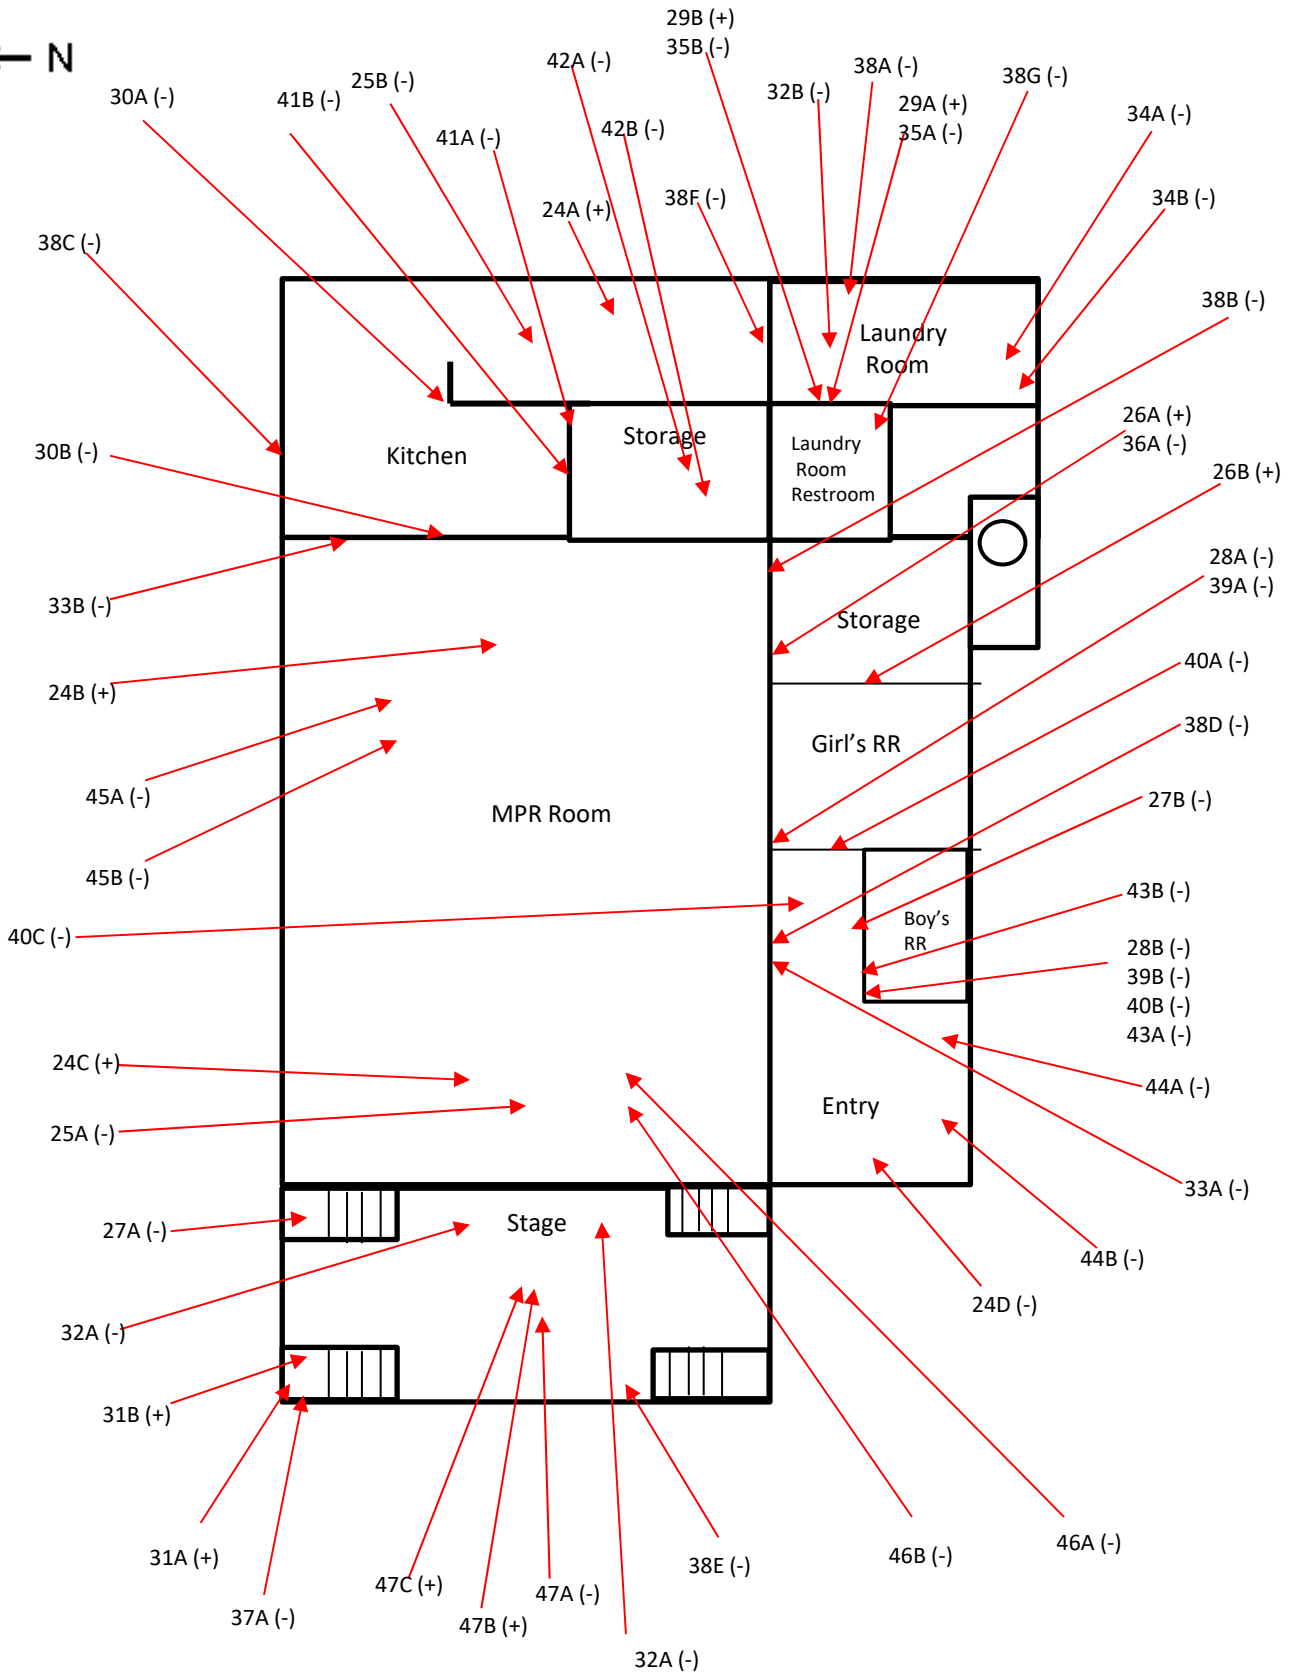 N
29B (+)
35B (-)
42A (-)
38A (-)
38G (-)
25B (-)
32B (-)
30A (-)
41B (-)
29A (+)
35A (-)
34A (-)
42B (-)
41A (-)
24A (+)
38F (-)
34B (-)
38C (-)
38B (-)
Laundry
Room
26A (+)
36A (-)
Storage
Kitchen
Laundry
Room
Restroom
30B (-)
26B (+)
28A (-)
39A (-)
33B (-)
Storage
40A (-)
24B (+)
38D (-)
Girl's RR
45A (-)
27B (-)
MPR Room
45B (-)
43B (-)
Boy's
RR
40C (-)
28B (-)
39B (-)
40B (-)
43A (-)
24C (+)
44A (-)
Entry
25A (-)
33A (-)
27A (-)
Stage
44B (-)
24D (-)
32A (-)
31B (+)
31A (+)
46A (-)
46B (-)
38E (-)
47C (+)
47A (-)
37A (-)
47B (+)
32A (-)